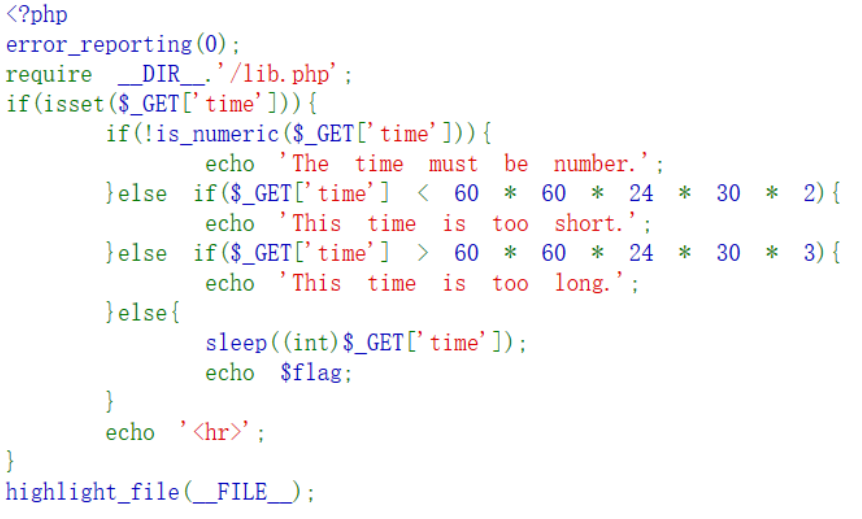 <?php
error_reporting(0);
require __DIR__.'/lib.php';
if(isset($_GET['time'])){
        if(!is_numeric($_GET['time'])){
                echo 'The time must be number.';
        }else if($_GET['time'] < 60 * 60 * 24 * 30 * 2){
                echo 'This time is too short.';
        }else if($_GET['time'] > 60 * 60 * 24 * 30 * 3){
                echo 'This time is too long.';
        }else{
                sleep((int)$_GET['time']);
                echo $flag;
        }
        echo '<hr>';
}
highlight_file(__FILE__);